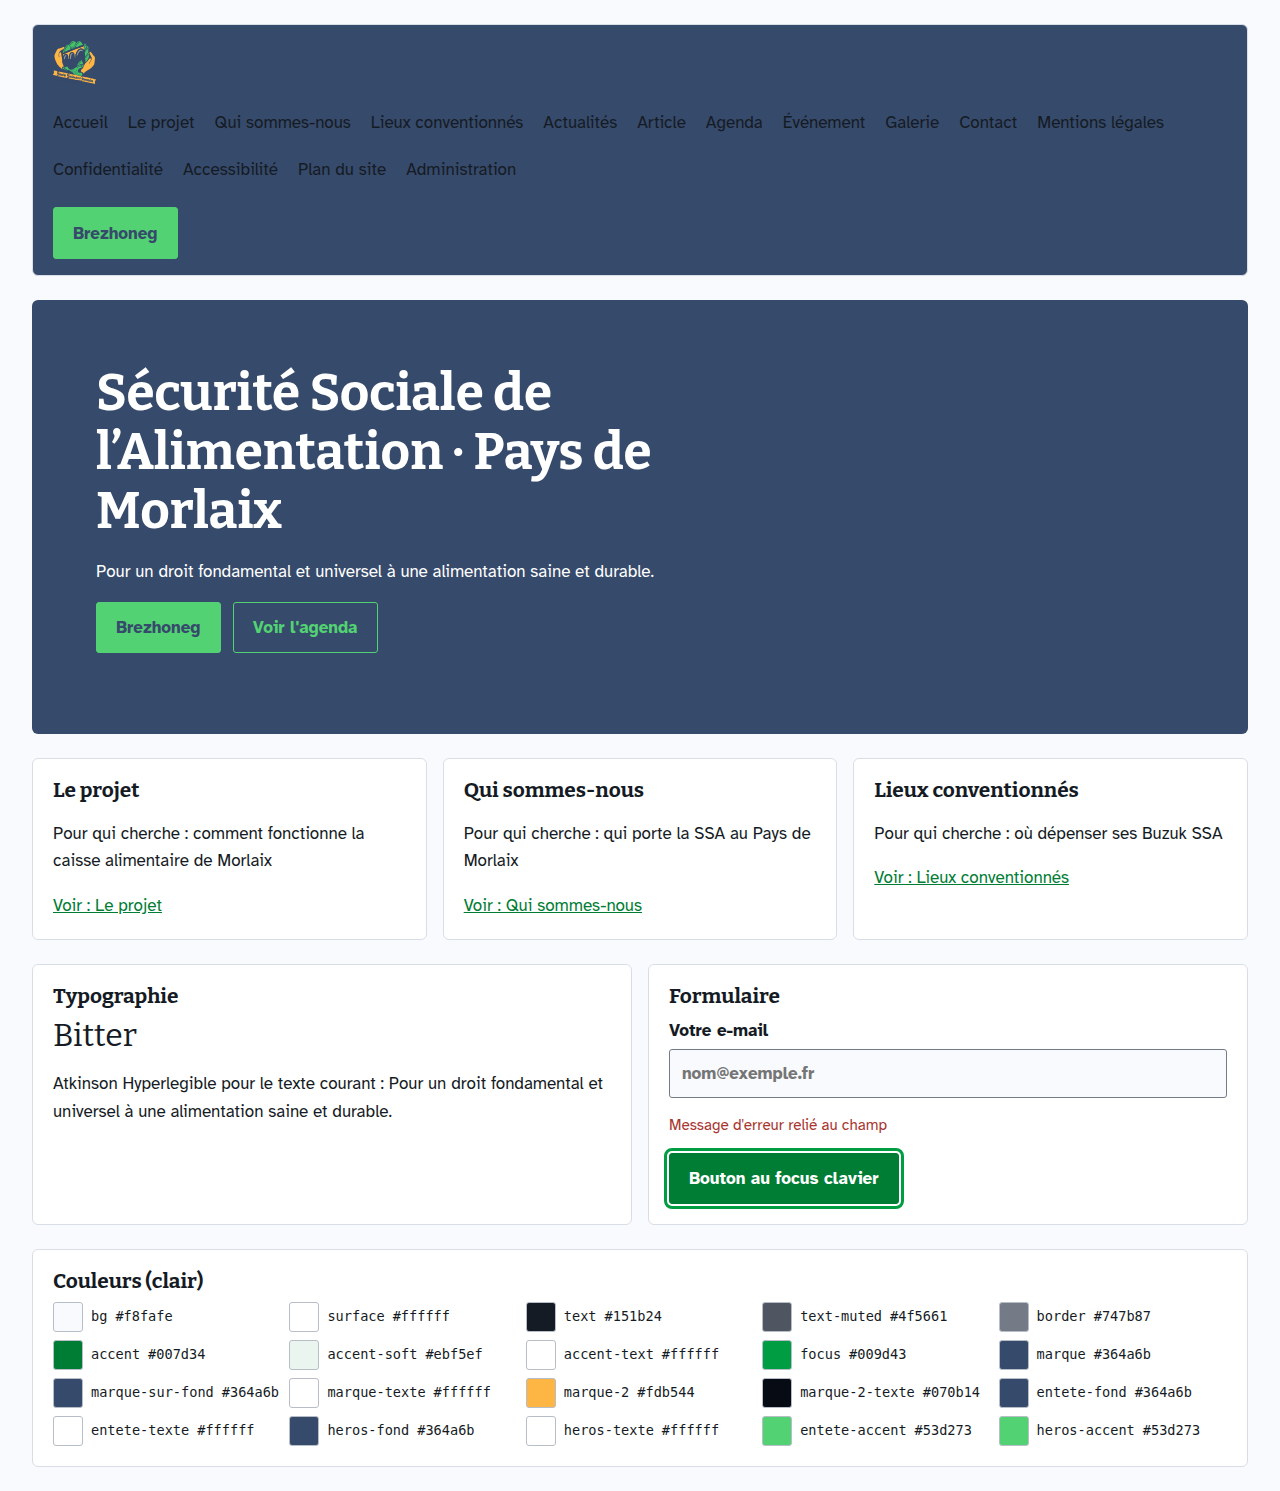 Accueil Le projet Qui sommes-nous Lieux conventionnés Actualités Article Agenda Événement Galerie Contact Mentions légales
Confidentialité Accessibilité Plan du site Administration
Brezhoneg
Sécurité Sociale de
l’Alimentation · Pays de
Morlaix
Pour un droit fondamental et universel à une alimentation saine et durable.
Brezhoneg Voir l'agenda
Le projet
Pour qui cherche : comment fonctionne la
caisse alimentaire de Morlaix
Voir : Le projet
Qui sommes-nous
Pour qui cherche : qui porte la SSA au Pays de
Morlaix
Voir : Qui sommes-nous
Lieux conventionnés
Pour qui cherche : où dépenser ses Buzuk SSA
Voir : Lieux conventionnés
Typographie
Bitter
Atkinson Hyperlegible pour le texte courant : Pour un droit fondamental et
universel à une alimentation saine et durable.
Formulaire
Votre e-mail
nom@exemple.fr
Message d'erreur relié au champ
Bouton au focus clavier
Couleurs (clair)
bg #f8fafe surface #ffffff text #151b24 text-muted #4f5661 border #747b87
accent #007d34 accent-soft #ebf5ef accent-text #ffffff focus #009d43 marque #364a6b
marque-sur-fond #364a6b marque-texte #ffffff marque-2 #fdb544 marque-2-texte #070b14 entete-fond #364a6b
entete-texte #ffffff heros-fond #364a6b heros-texte #ffffff entete-accent #53d273 heros-accent #53d273